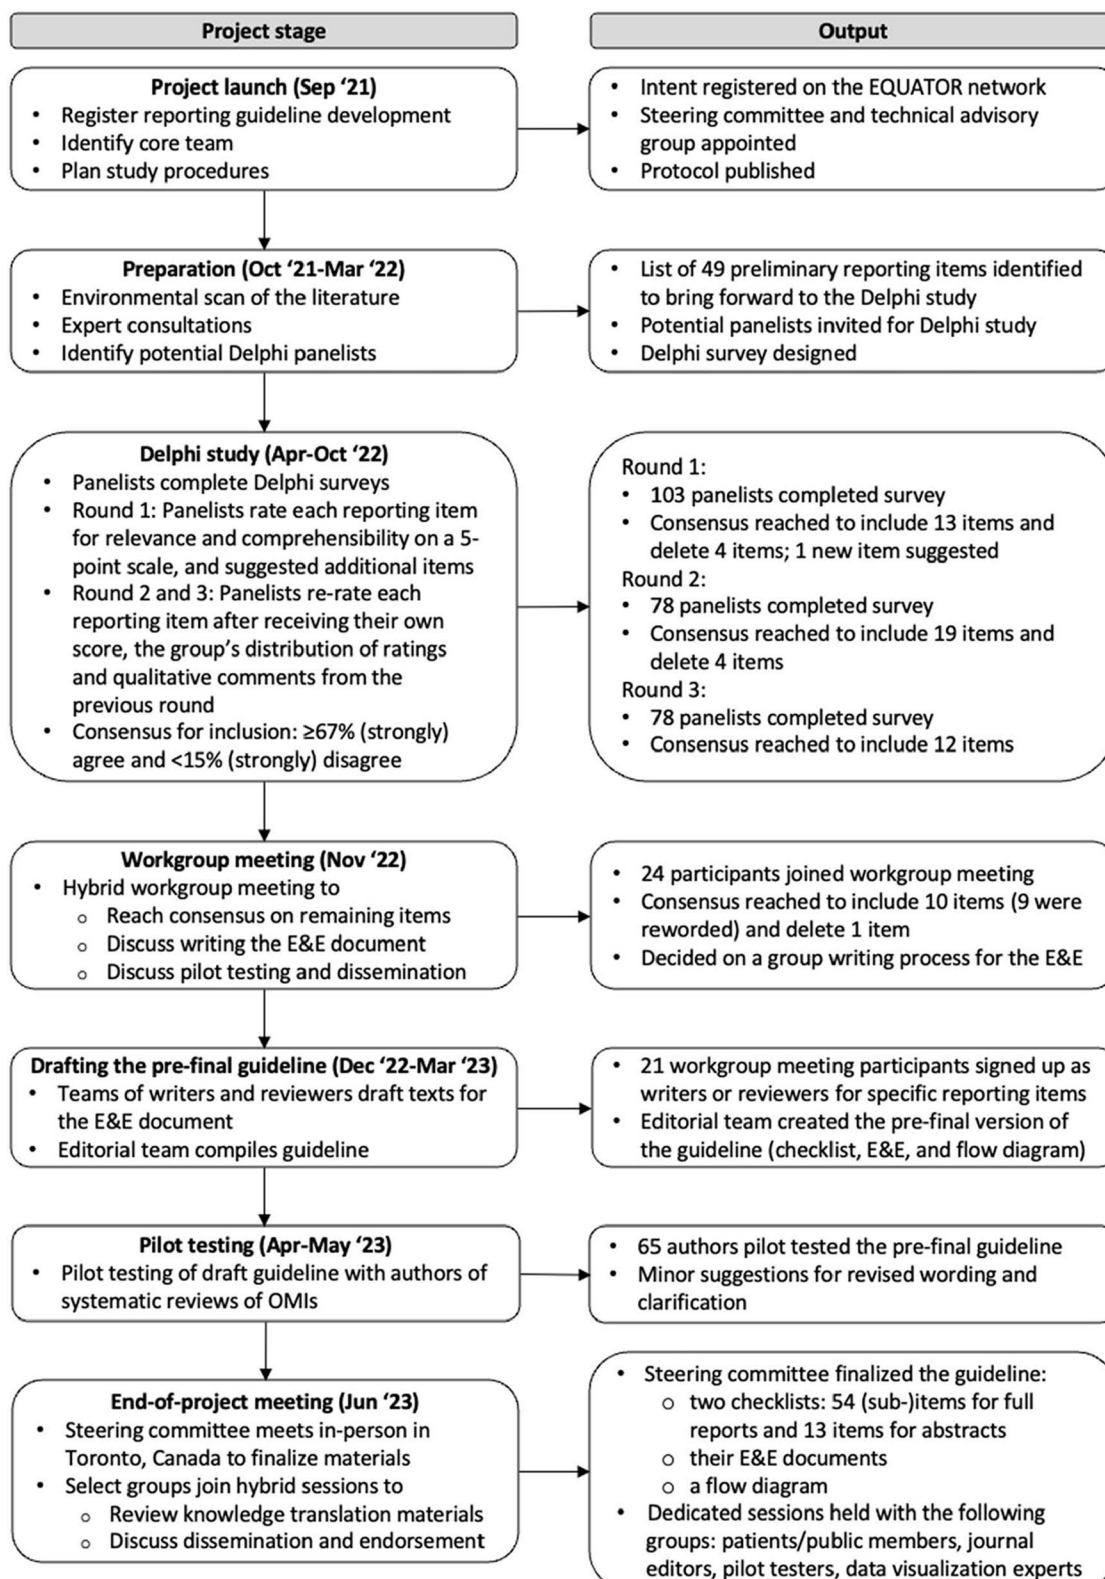 Project stage
Output
Project launch (Sep ‘21)
• Register reporting guideline development
• Identify core team
• Plan study procedures
• Intent registered on the EQUATOR network
• Steering committee and technical advisory
group appointed
• Protocol published
Preparation (Oct ‘21-Mar ‘22)
• Environmental scan of the literature
• Expert consultations
• Identify potential Delphi panelists
• List of 49 preliminary reporting items identified
to bring forward to the Delphi study
• Potential panelists invited for Delphi study
• Delphi survey designed
Delphi study (Apr-Oct ‘22)
• Panelists complete Delphi surveys
• Round 1: Panelists rate each reporting item
for relevance and comprehensibility on a 5-
point scale, and suggested additional items
• Round 2 and 3: Panelists re-rate each
reporting item after receiving their own
score, the group’s distribution of ratings
and qualitative comments from the
previous round
• Consensus for inclusion: ≥67% (strongly)
agree and <15% (strongly) disagree
Round 1:
• 103 panelists completed survey
• Consensus reached to include 13 items and
delete 4 items; 1 new item suggested
Round 2:
• 78 panelists completed survey
• Consensus reached to include 19 items and
delete 4 items
Round 3:
• 78 panelists completed survey
• Consensus reached to include 12 items
Workgroup meeting (Nov ‘22)
• Hybrid workgroup meeting to
o Reach consensus on remaining items
o Discuss writing the E&E document
o Discuss pilot testing and dissemination
• 24 participants joined workgroup meeting
• Consensus reached to include 10 items (9 were
reworded) and delete 1 item
• Decided on a group writing process for the E&E
Drafting the pre-final guideline (Dec ‘22-Mar ‘23)
• Teams of writers and reviewers draft texts for
the E&E document
• Editorial team compiles guideline
• 21 workgroup meeting participants signed up as
writers or reviewers for specific reporting items
• Editorial team created the pre-final version of
the guideline (checklist, E&E, and flow diagram)
Pilot testing (Apr-May ‘23)
• Pilot testing of draft guideline with authors of
systematic reviews of OMIs
• 65 authors pilot tested the pre-final guideline
• Minor suggestions for revised wording and
clarification
End-of-project meeting (Jun ‘23)
• Steering committee meets in-person in
Toronto, Canada to finalize materials
• Select groups join hybrid sessions to
o Review knowledge translation materials
o Discuss dissemination and endorsement
• Steering committee finalized the guideline:
o two checklists: 54 (sub-)items for full
reports and 13 items for abstracts
o their E&E documents
o a flow diagram
• Dedicated sessions held with the following
groups: patients/public members, journal
editors, pilot testers, data visualization experts